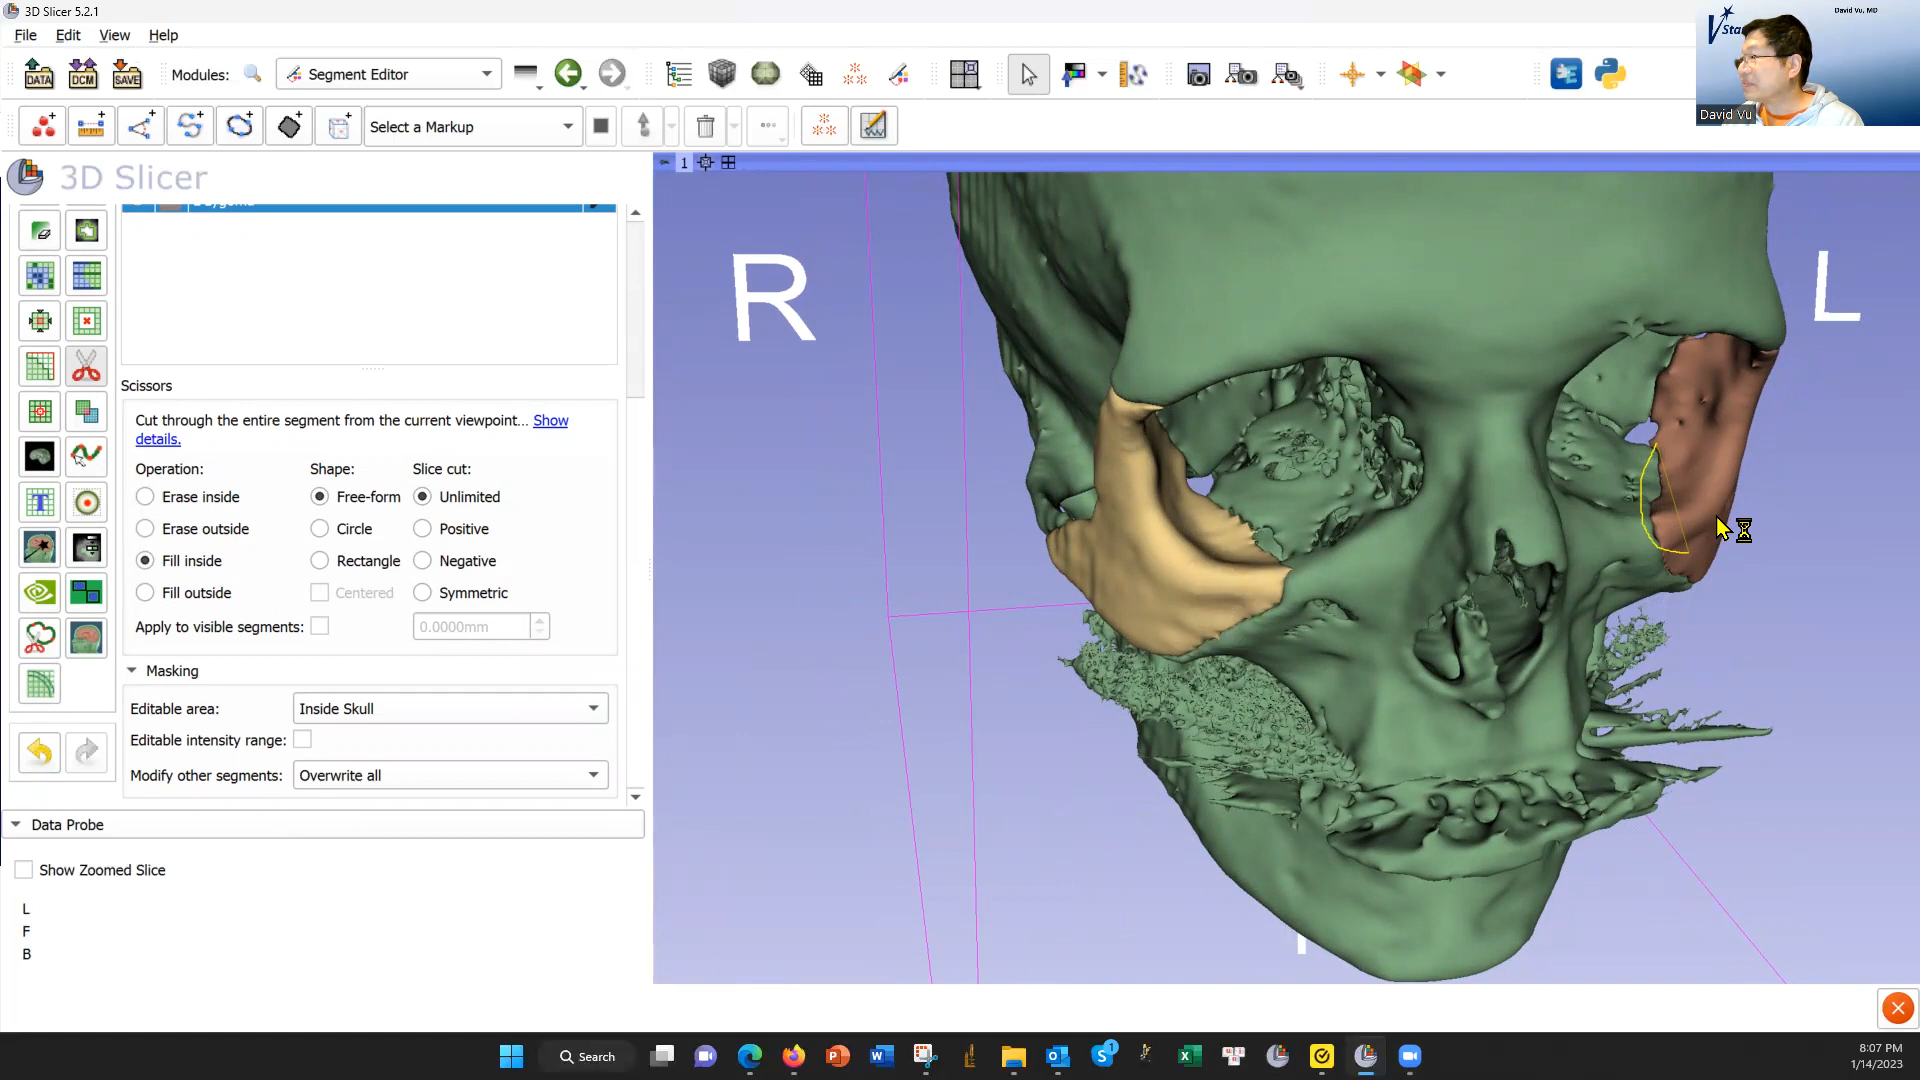 3D Slicer 5.2.1
David Vu, MD
File Edit View Help
DATA DCM SAVE Modules: Segment Editor
David Vu
Select a Markup
1
3D Slicer
R
L
Scissors
Cut through the entire segment from the current viewpoint... Show
details.
Operation: Shape: Slice cut:
Erase inside Free-form Unlimited
Erase outside Circle Positive
Fill inside Rectangle Negative
Fill outside Centered Symmetric
Apply to visible segments: 0.0000mm
Masking
Editable area: Inside Skull
Editable intensity range:
Modify other segments: Overwrite all
Data Probe
Show Zoomed Slice
L
F
B
Search
8:07 PM
1/14/2023